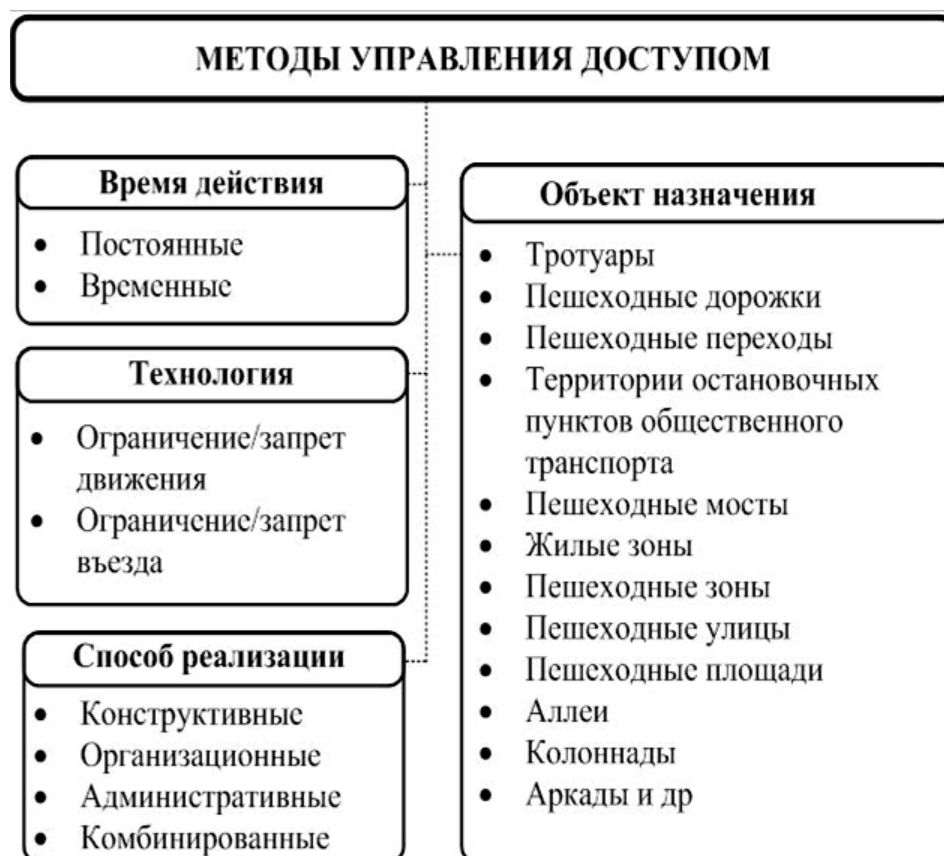 МЕТОДЫ УПРАВЛЕНИЯ ДОСТУПОМ
Время действия
• Постоянные
• Временные
Технология
• Ограничение/запрет
движения
• Ограничение/запрет
въезда
Способ реализации
• Конструктивные
• Организационные
• Административные
• Комбинированные
Объект назначения
• Тротуары
• Пешеходные дорожки
• Пешеходные переходы
• Территории остановочных
пунктов общественного
транспорта
• Пешеходные мосты
• Жилые зоны
• Пешеходные зоны
• Пешеходные улицы
• Пешеходные площади
• Аллеи
• Колоннады
• Аркады и др